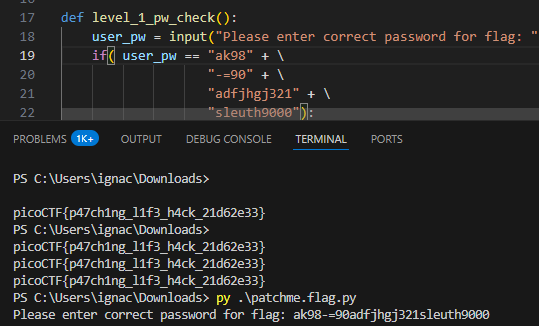 17 def level_1_pw_check():
18 user_pw = input("Please enter correct password for flag: "
19 if( user_pw == "ak98" + \
20 "-=90" + \
21 "adfjhgj321" + \
22 "sleuth9000"):
PROBLEMS 1K+ OUTPUT DEBUG CONSOLE TERMINAL PORTS
PS C:\Users\ignac\Downloads>
picoCTF{p47ch1ng_l1f3_h4ck_21d62e33}
PS C:\Users\ignac\Downloads>
picoCTF{p47ch1ng_l1f3_h4ck_21d62e33}
picoCTF{p47ch1ng_l1f3_h4ck_21d62e33}
picoCTF{p47ch1ng_l1f3_h4ck_21d62e33}
PS C:\Users\ignac\Downloads> py .\patchme.flag.py
Please enter correct password for flag: ak98-=90adfjhgj321sleuth9000